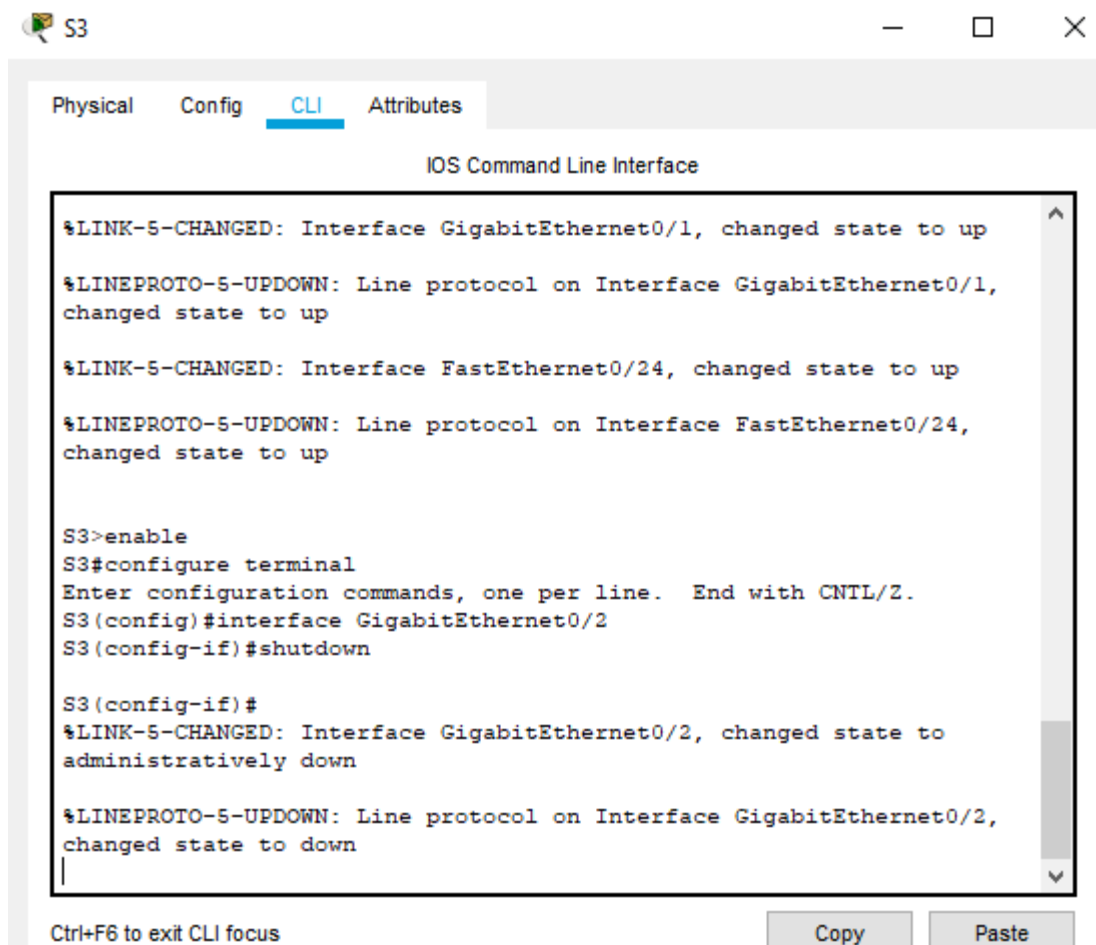 S3
Physical Config CLI Attributes
IOS Command Line Interface
%LINK-5-CHANGED: Interface GigabitEthernet0/1, changed state to up
%LINEPROTO-5-UPDOWN: Line protocol on Interface GigabitEthernet0/1,
changed state to up
%LINK-5-CHANGED: Interface FastEthernet0/24, changed state to up
%LINEPROTO-5-UPDOWN: Line protocol on Interface FastEthernet0/24,
changed state to up
S3>enable
S3#configure terminal
Enter configuration commands, one per line.  End with CNTL/Z.
S3(config)#interface GigabitEthernet0/2
S3(config-if)#shutdown
S3(config-if)#
%LINK-5-CHANGED: Interface GigabitEthernet0/2, changed state to
administratively down
%LINEPROTO-5-UPDOWN: Line protocol on Interface GigabitEthernet0/2,
changed state to down
Ctrl+F6 to exit CLI focus
Copy Paste